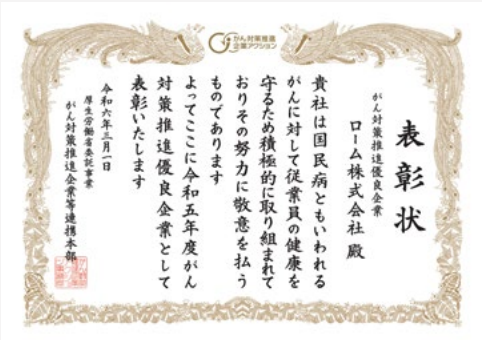 がん対策推進
企業アクション
表彰状
がん対策推進優良企業
ローム株式会社 殿
貴社は国民病ともいわれる
がんに対して従業員の健康を
守るため積極的に取り組まれて
おりその努力に敬意を払う
ものであります
よってここに令和五年度がん
対策推進優良企業として
表彰いたします
令和六年三月一日
厚生労働省委託事業
がん対策推進企業等連携本部